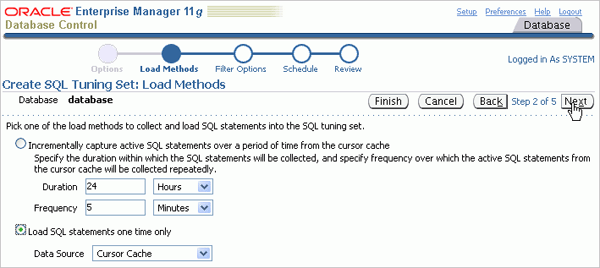 ORACLE Enterprise Manager 11g
Database Control
Setup Preferences Help Logout
Database
Options Load Methods Filter Options Schedule Review
Logged in As SYSTEM
Create SQL Tuning Set: Load Methods
Database database
Finish Cancel Back Step 2 of 5 Next
Pick one of the load methods to collect and load SQL statements into the SQL tuning set.
Incrementally capture active SQL statements over a period of time from the cursor cache
Specify the duration within which the SQL statements will be collected, and specify frequency over which the active SQL statements from
the cursor cache will be collected repeatedly.
Duration 24 Hours
Frequency 5 Minutes
Load SQL statements one time only
Data Source Cursor Cache